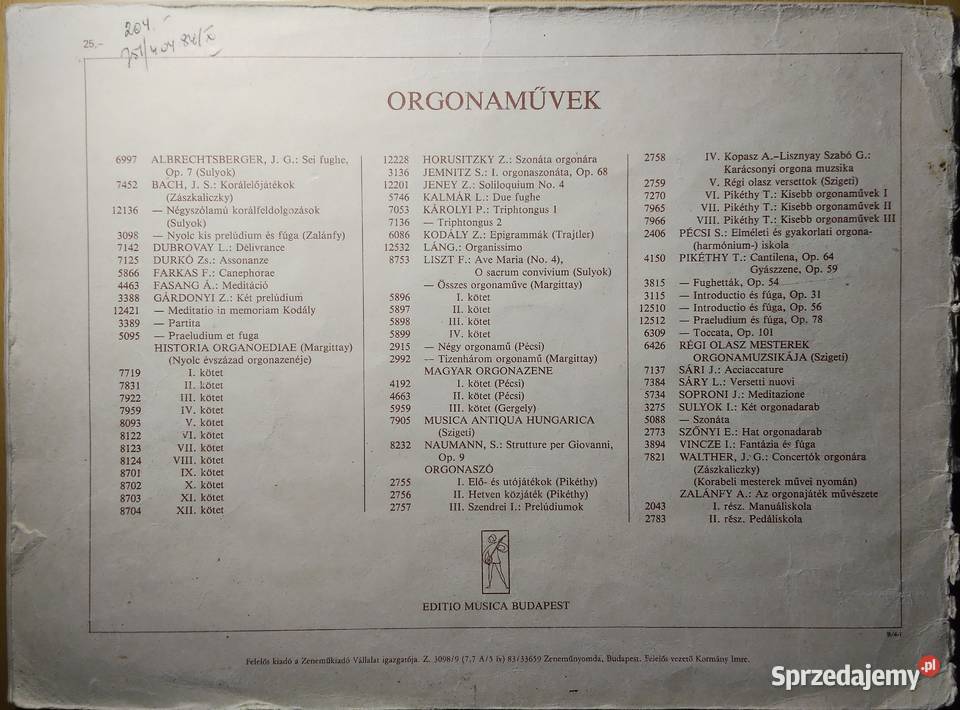 25,-
204.
ORGONAMŰVEK
6997 ALBRECHTSBERGER, J. G.: Sei fughe,
Op. 7 (Sulyok)
7452 BACH, J. S.: Korálelőjátékok
(Zászkaliczky)
12136 — Négyszólamú korálfeldolgozások
(Sulyok)
3098 — Nyolc kis prelúdium és fúga (Zalánfy)
7142 DUBROVAY L.: Délivrance
7125 DURKÓ Zs.: Assonanze
5866 FARKAS F.: Canephorae
4463 FASANG Á.: Meditáció
3388 GÁRDONYI Z.: Két prelúdium
12421 — Meditatio in memoriam Kodály
3389 — Partita
5095 — Praeludium et fuga
HISTORIA ORGANOEDIAE (Margittay)
(Nyolc évszázad orgonazenéje)
7719 I. kötet
7831 II. kötet
7922 III. kötet
7959 IV. kötet
8093 V. kötet
8122 VI. kötet
8123 VII. kötet
8124 VIII. kötet
8701 IX. kötet
8702 X. kötet
8703 XI. kötet
8704 XII. kötet
12228 HORUSITZKY Z.: Szonáta orgonára
3136 JEMNITZ S.: I. orgonaszonáta, Op. 68
12201 JENEY Z.: Soliloquium No. 4
5746 KALMÁR L.: Due fughe
7053 KÁROLYI P.: Triphtongus 1
7136 — Triphtongus 2
6086 KODÁLY Z.: Epigrammák (Trajtler)
12532 LÁNG.: Organissimo
8753 LISZT F.: Ave Maria (No. 4),
O sacrum convivium (Sulyok)
— Összes orgonaműve (Margittay)
5896 I. kötet
5897 II. kötet
5898 III. kötet
5899 IV. kötet
2915 — Négy orgonamű (Pécsi)
2992 — Tizenhárom orgonamű (Margittay)
MAGYAR ORGONAZENE
4192 I. kötet (Pécsi)
4663 II. kötet (Pécsi)
5959 III. kötet (Gergely)
7905 MUSICA ANTIQUA HUNGARICA
(Szigeti)
8232 NAUMANN, S.: Strutture per Giovanni,
Op. 9
ORGONASZÓ
2755 I. Elő- és utójátékok (Pikéthy)
2756 II. Hetven közjáték (Pikéthy)
2757 III. Szendrei I.: Prelúdiumok
2758 IV. Kopasz A.–Lisznyay Szabó G.:
Karácsonyi orgona muzsika
2759 V. Régi olasz versettok (Szigeti)
7270 VI. Pikéthy T.: Kisebb orgonaművek I
7965 VII. Pikéthy T.: Kisebb orgonaművek II
7966 VIII. Pikéthy T.: Kisebb orgonaművek III
2406 PÉCSI S.: Elméleti és gyakorlati orgona-
(harmónium-) iskola
4150 PIKÉTHY T.: Cantilena, Op. 64
Gyászzene, Op. 59
3815 — Fughetták, Op. 54
3115 — Introductio és fúga, Op. 31
12510 — Introductio és fúga, Op. 56
12512 — Praeludium és fúga, Op. 78
6309 — Toccata, Op. 101
6426 RÉGI OLASZ MESTEREK
ORGONAMUZSIKÁJA (Szigeti)
7137 SÁRI J.: Acciaccature
7384 SÁRY L.: Versetti nuovi
5734 SOPRONI J.: Meditazione
3275 SULYOK I.: Két orgonadarab
5088 — Szonáta
2773 SZŐNYI E.: Hat orgonadarab
3894 VINCZE I.: Fantázia és fúga
7821 WALTHER, J. G.: Concertók orgonára
(Zászkaliczky)
(Korabeli mesterek művei nyomán)
ZALÁNFY A.: Az orgonajáték művészete
2043 I. rész. Manuáliskola
2783 II. rész. Pedáliskola
EDITIO MUSICA BUDAPEST
Felelős kiadó a Zeneműkiadó Vállalat igazgatója. Z. 3098/9 (7,7 A/5 ív) 83/33659 Zeneműnyomda, Budapest. Felelős vezető Kormány Imre.
Sprzedajemy.pl